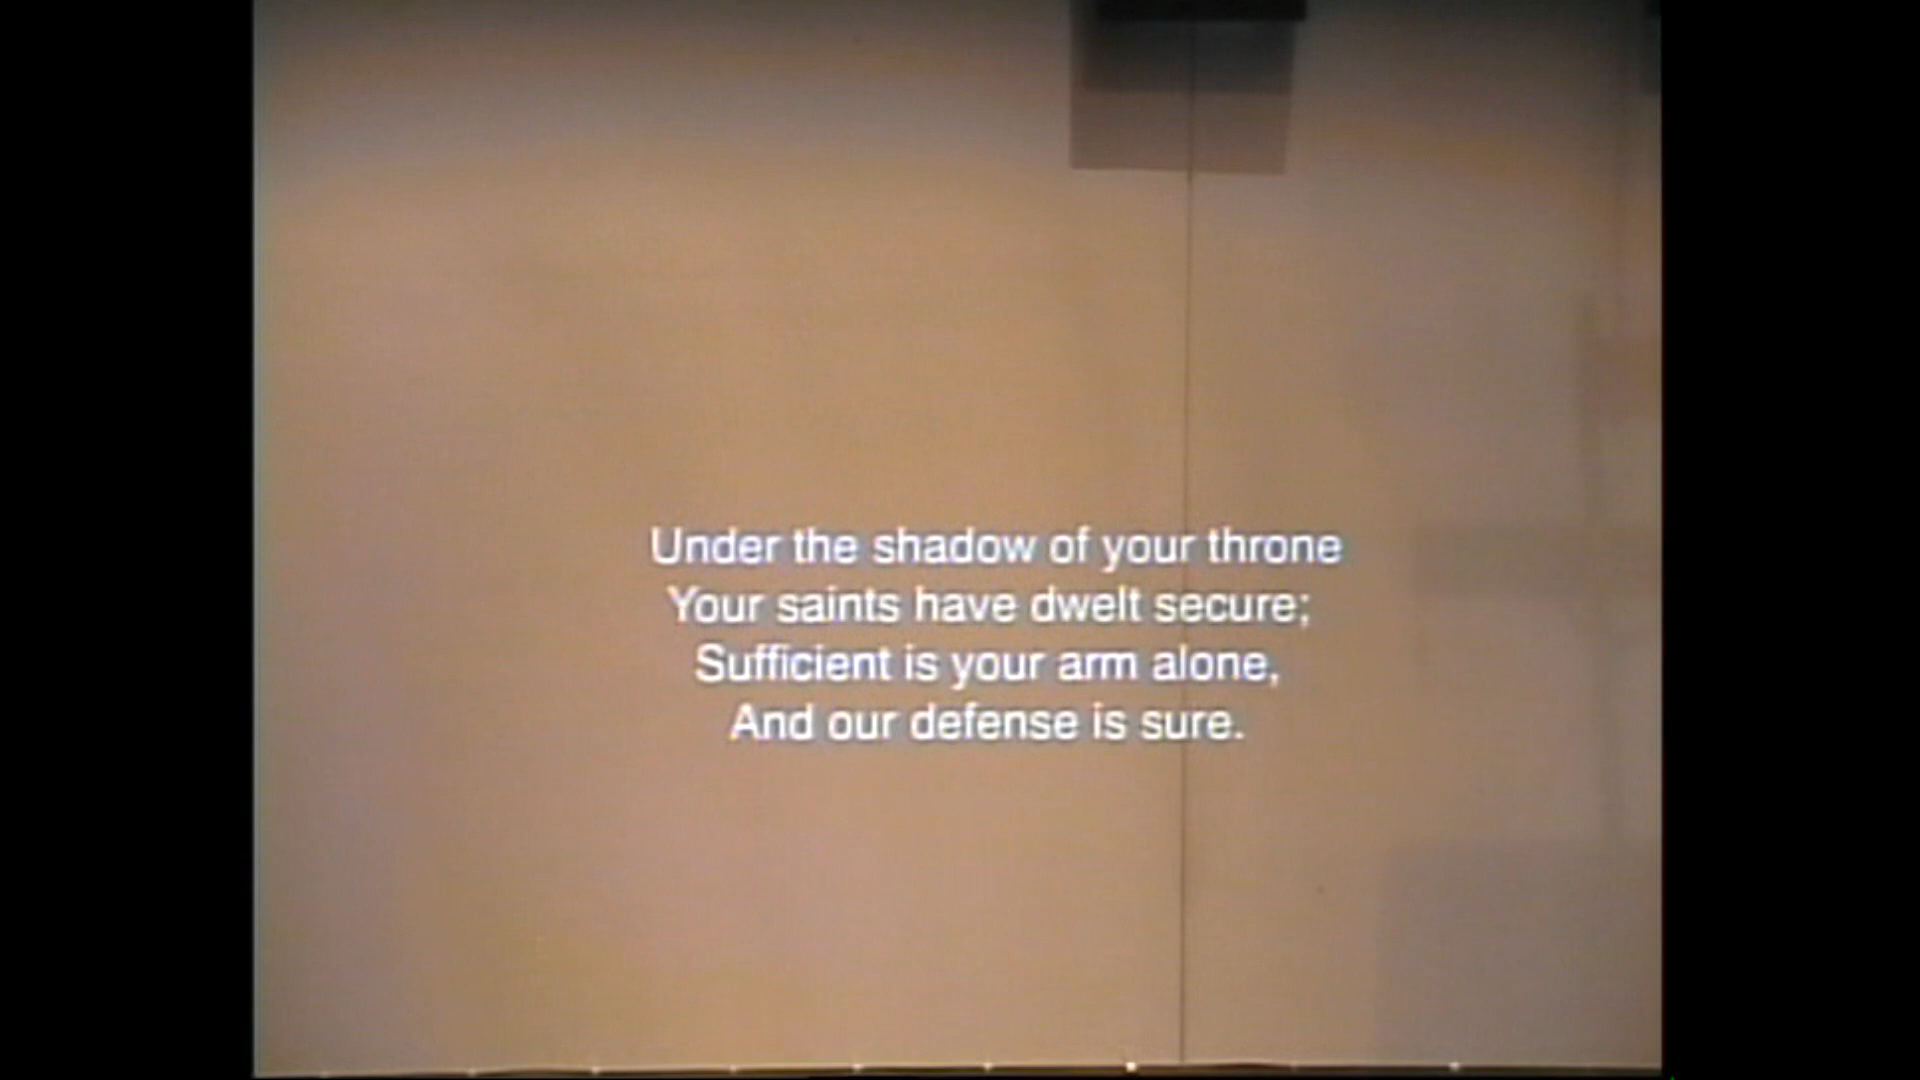 Under the shadow of your throne
Your saints have dwelt secure;
Sufficient is your arm alone,
And our defense is sure.